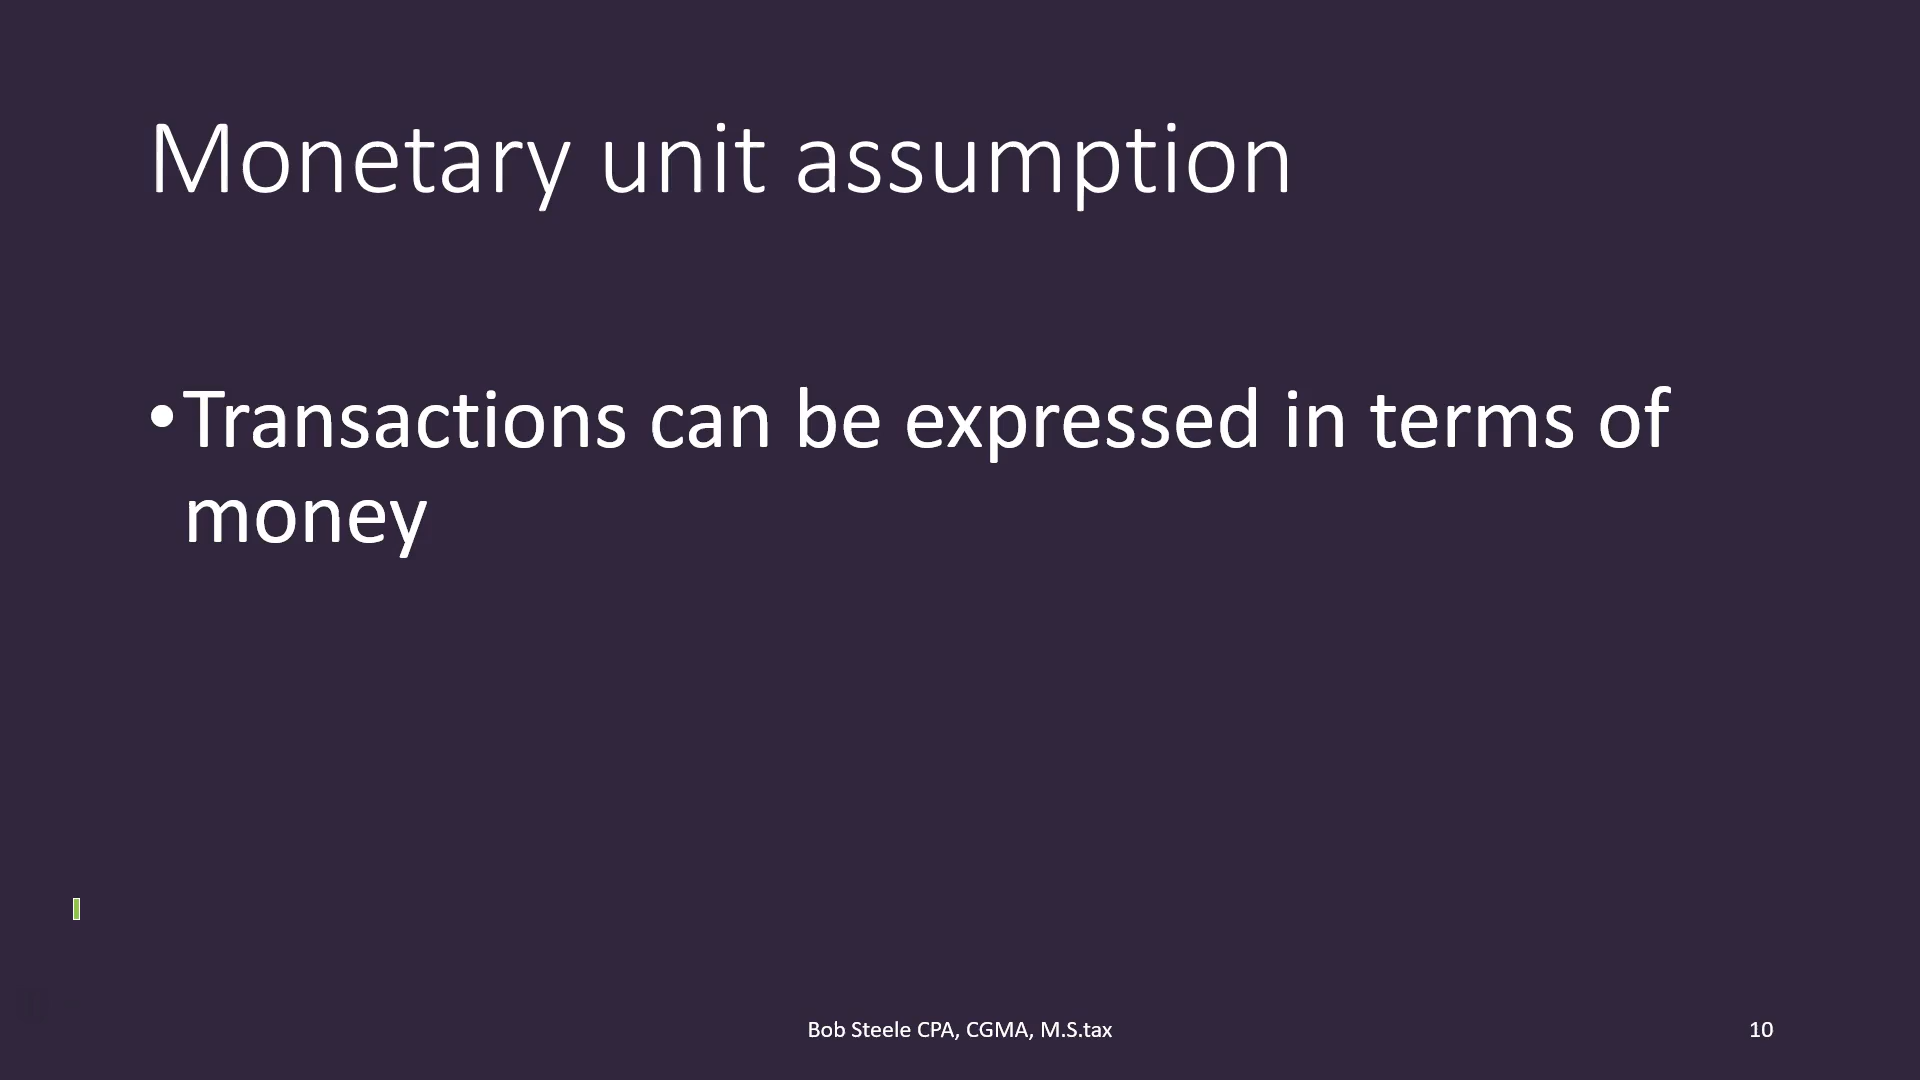 Monetary unit assumption
•Transactions can be expressed in terms of
money
Bob Steele CPA, CGMA, M.S.tax
10